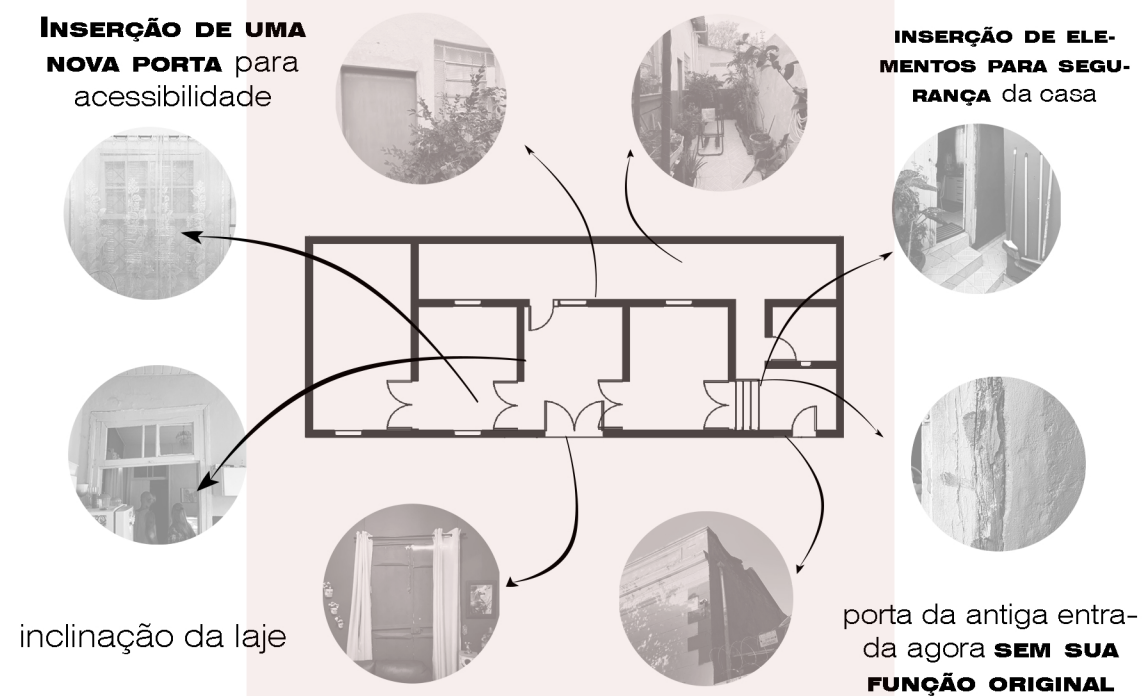 INSERÇÃO DE UMA
NOVA PORTA para
acessibilidade
INSERÇÃO DE ELE-
MENTOS PARA SEGU-
RANÇA da casa
inclinação da laje
porta da antiga entra-
da agora SEM SUA
FUNÇÃO ORIGINAL